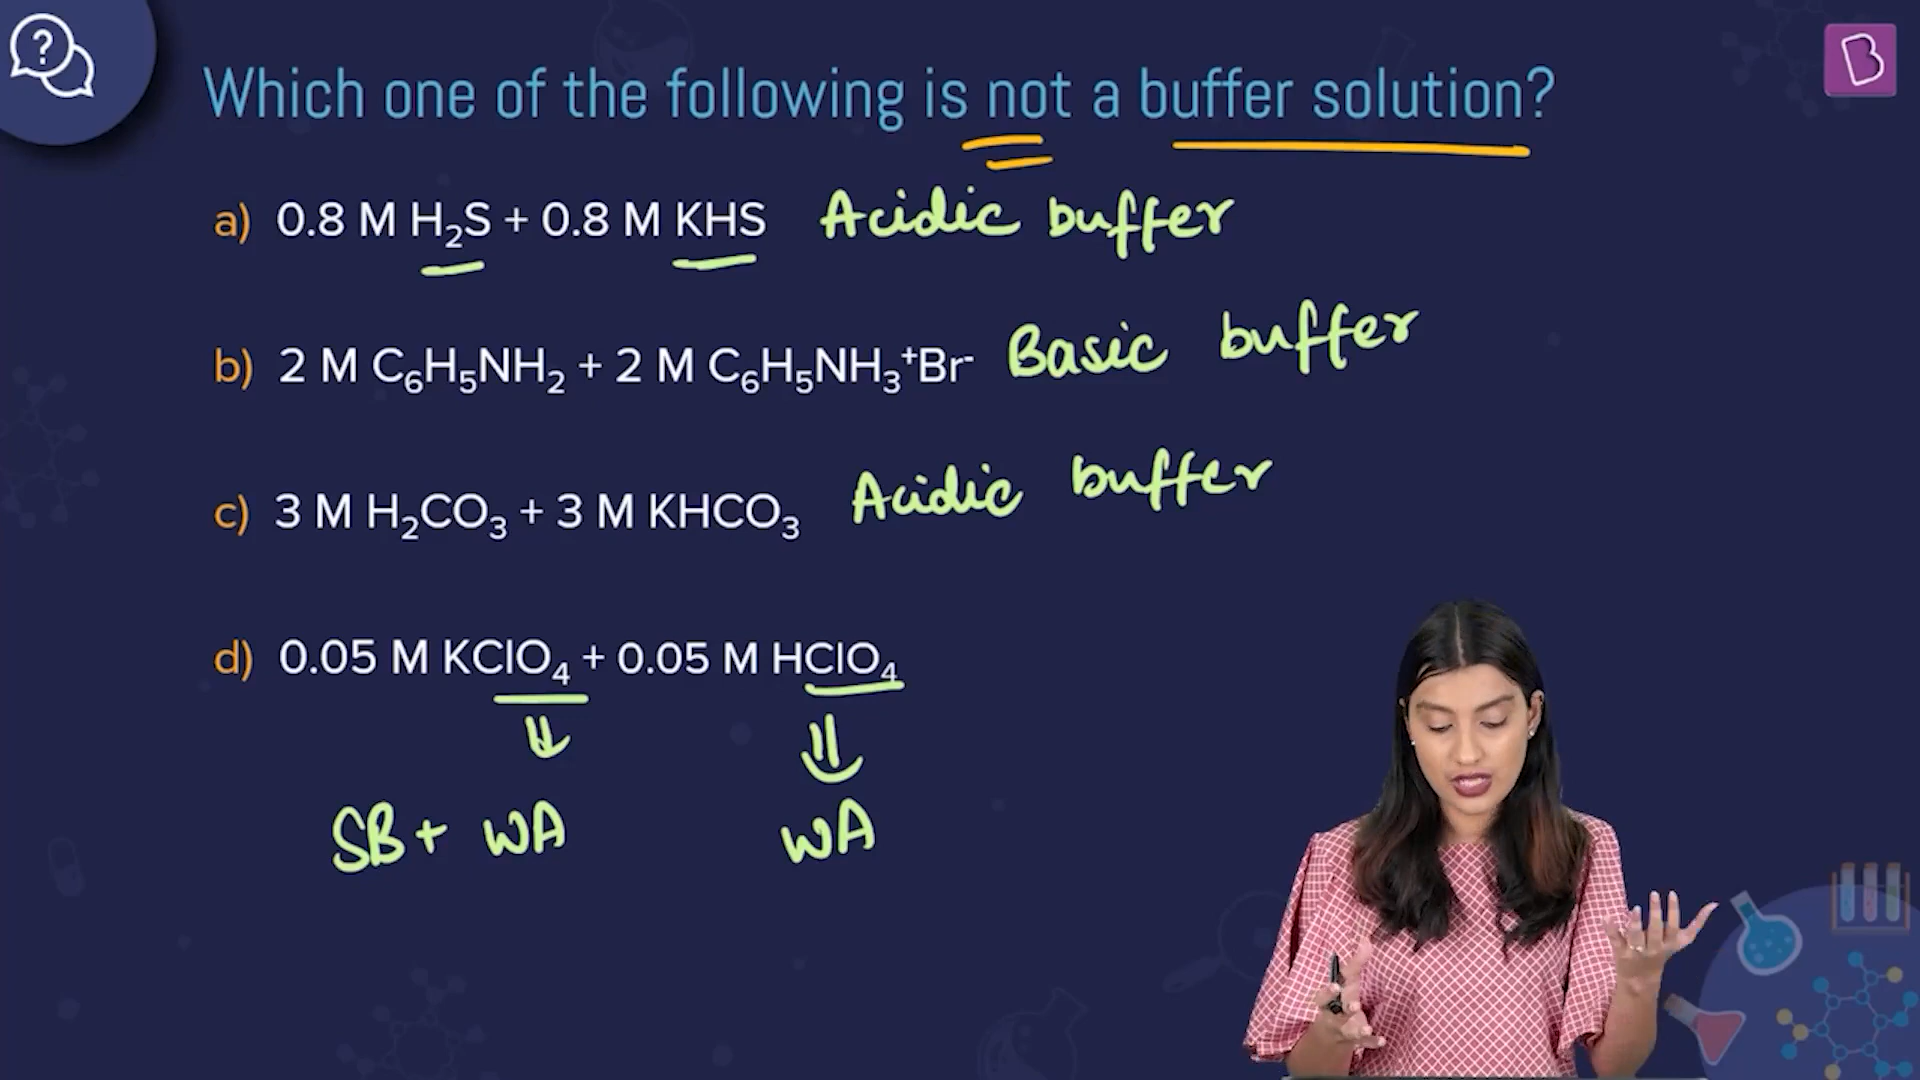 Which one of the following is not a buffer solution?
a) 0.8 M H₂S + 0.8 M KHS Acidic buffer
b) 2 M C₆H₅NH₂ + 2 M C₆H₅NH₃⁺Br⁻ Basic buffer
c) 3 M H₂CO₃ + 3 M KHCO₃ Acidic buffer
d) 0.05 M KClO₄ + 0.05 M HClO₄
SB + WA WA